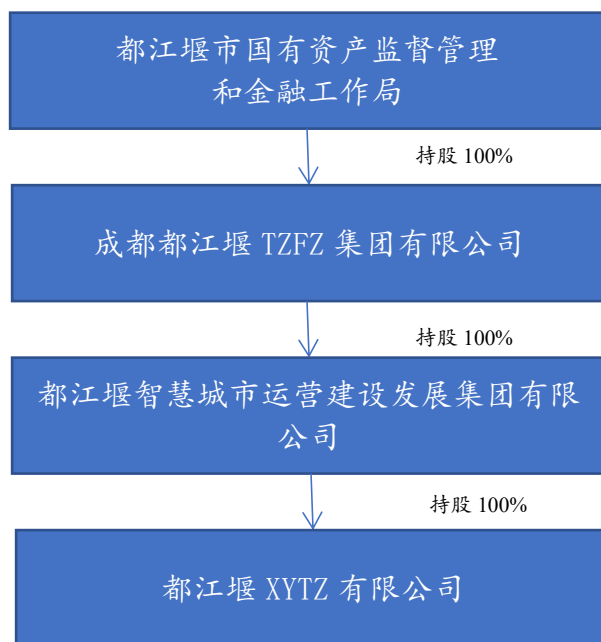 都江堰市国有资产监督管理
和金融工作局
持股 100%
成都都江堰 TZFZ 集团有限公司
持股 100%
都江堰智慧城市运营建设发展集团有限
公司
持股 100%
都江堰 XYTZ 有限公司